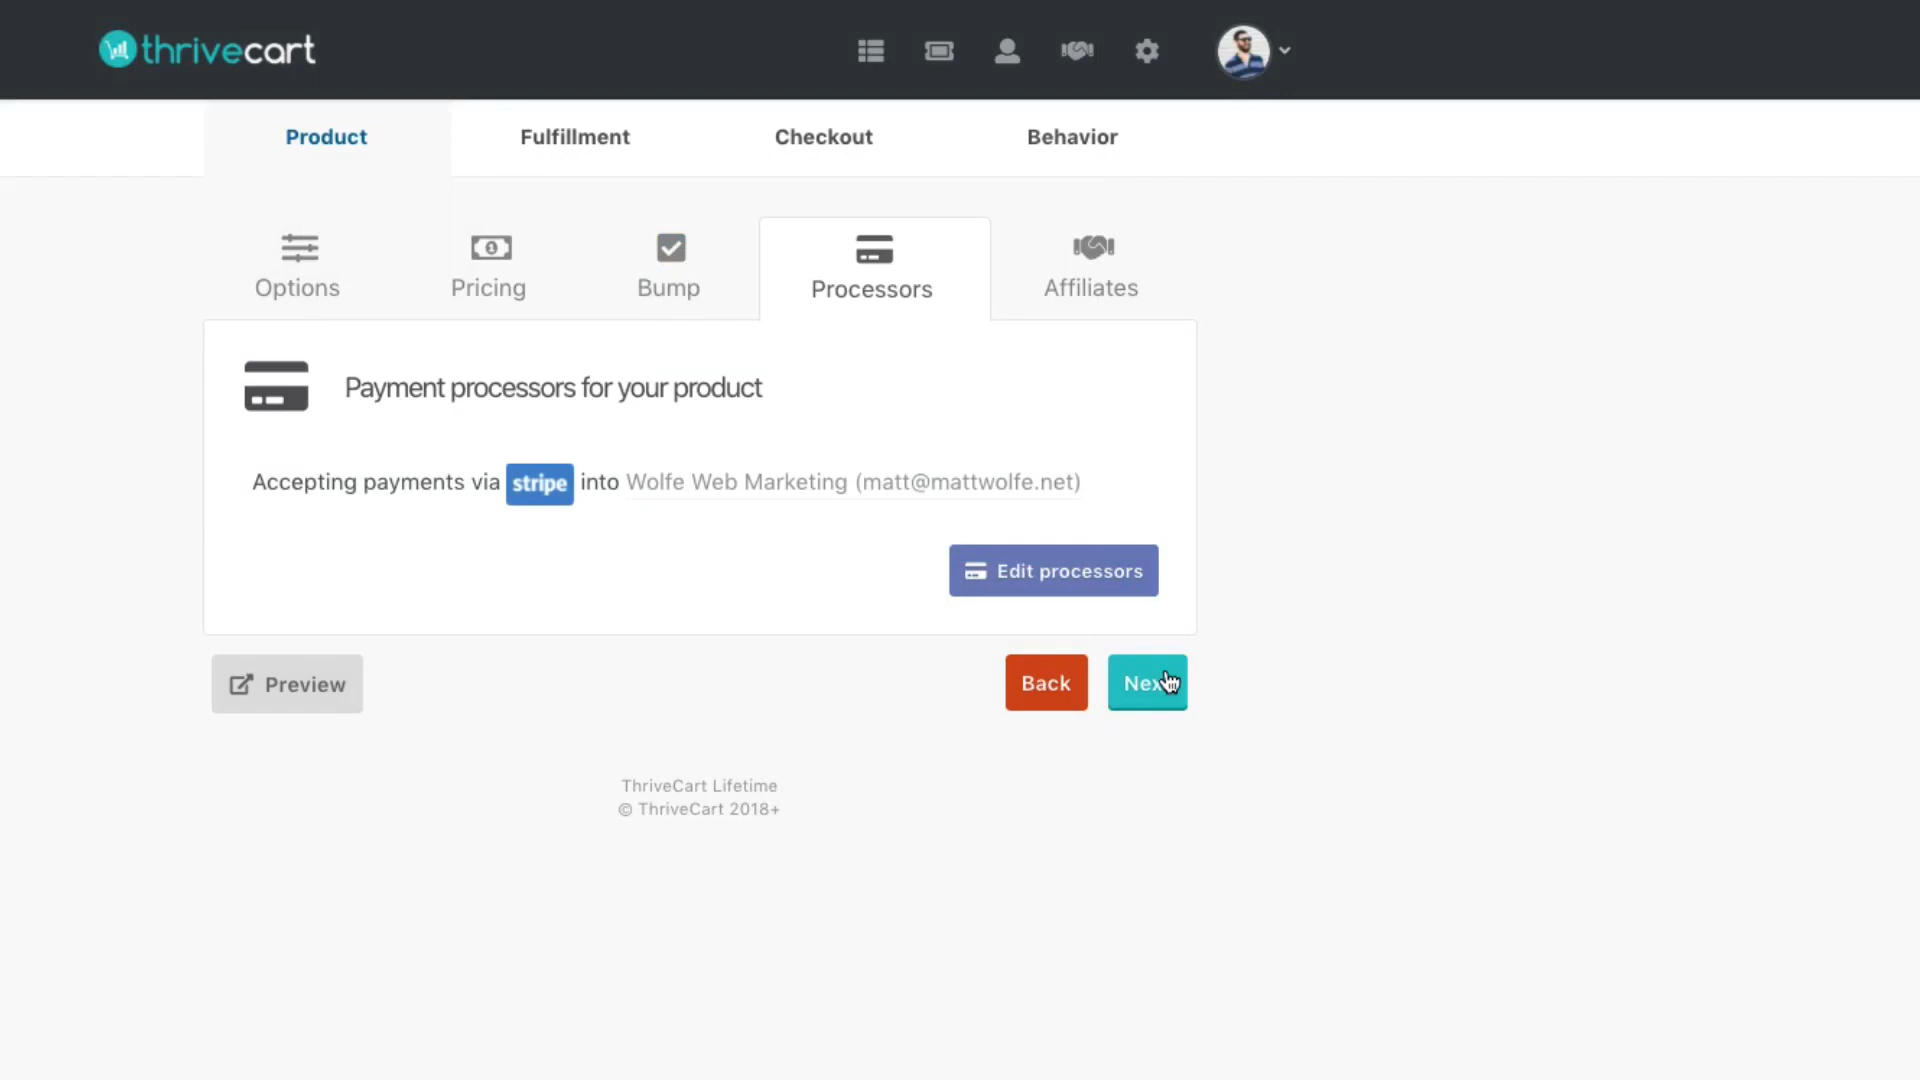 thrivecart
Product Fulfillment Checkout Behavior
Options Pricing Bump Processors Affiliates
Payment processors for your product
Accepting payments via stripe into Wolfe Web Marketing (matt@mattwolfe.net)
Edit processors
Preview Back
ThriveCart Lifetime
© ThriveCart 2018+